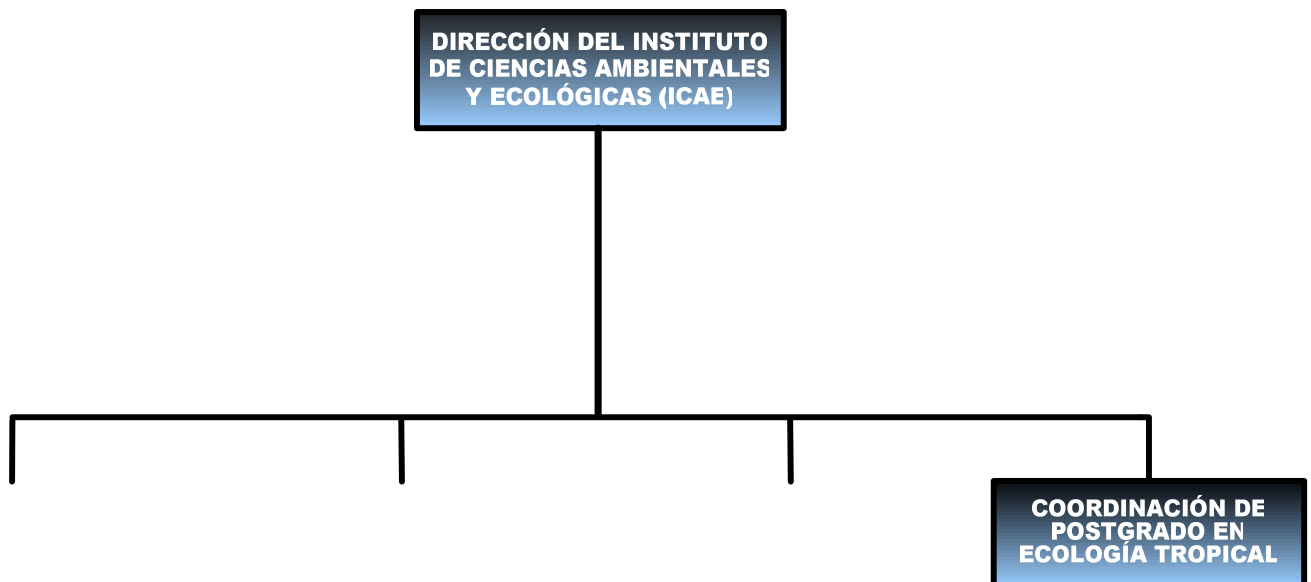 DIRECCIÓN DEL INSTITUTO
DE CIENCIAS AMBIENTALES
Y ECOLÓGICAS (ICAE)
COORDINACIÓN DE
POSTGRADO EN
ECOLOGÍA TROPICAL